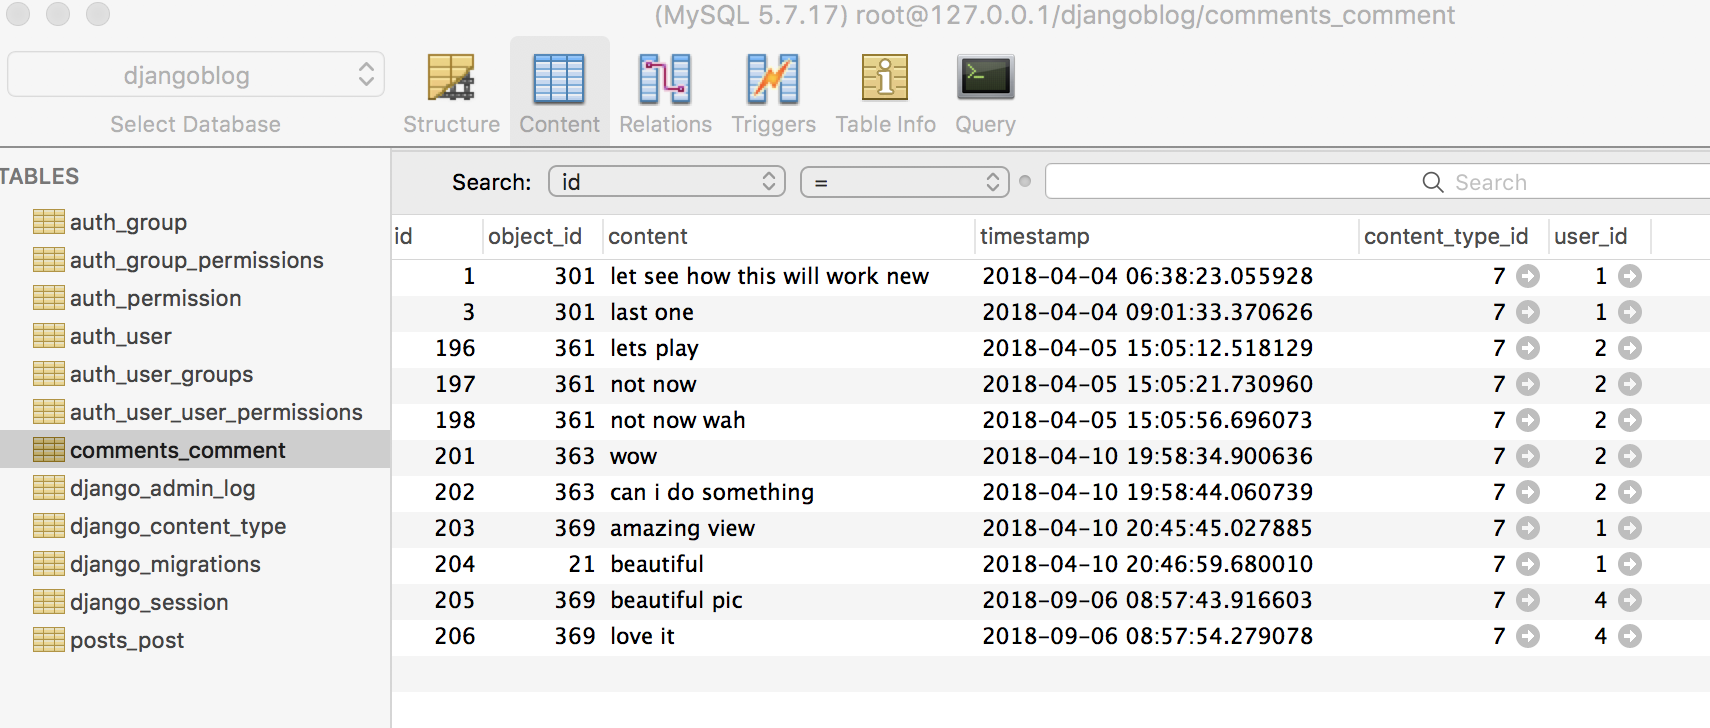 (MySQL 5.7.17) root@127.0.0.1/djangoblog/comments_comment
djangoblog
Select Database
Structure Content Relations Triggers Table Info Query
TABLES
auth_group
auth_group_permissions
auth_permission
auth_user
auth_user_groups
auth_user_user_permissions
comments_comment
django_admin_log
django_content_type
django_migrations
django_session
posts_post
Search: id = Search
id object_id content timestamp content_type_id user_id
1 301 let see how this will work new 2018-04-04 06:38:23.055928 7 1
3 301 last one 2018-04-04 09:01:33.370626 7 1
196 361 lets play 2018-04-05 15:05:12.518129 7 2
197 361 not now 2018-04-05 15:05:21.730960 7 2
198 361 not now wah 2018-04-05 15:05:56.696073 7 2
201 363 wow 2018-04-10 19:58:34.900636 7 2
202 363 can i do something 2018-04-10 19:58:44.060739 7 2
203 369 amazing view 2018-04-10 20:45:45.027885 7 1
204 21 beautiful 2018-04-10 20:46:59.680010 7 1
205 369 beautiful pic 2018-09-06 08:57:43.916603 7 4
206 369 love it 2018-09-06 08:57:54.279078 7 4